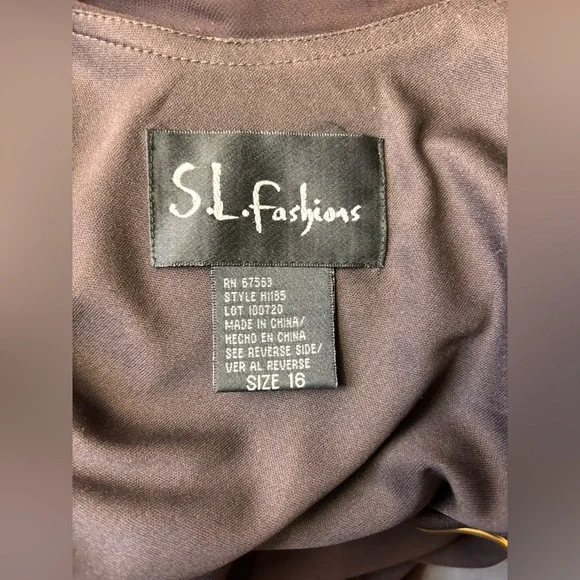 S.L.fashions
RN 67553
STYLE H1185
LOT 100720
MADE IN CHINA/
HECHO EN CHINA
SEE REVERSE SIDE/
VER AL REVERSE
SIZE 16